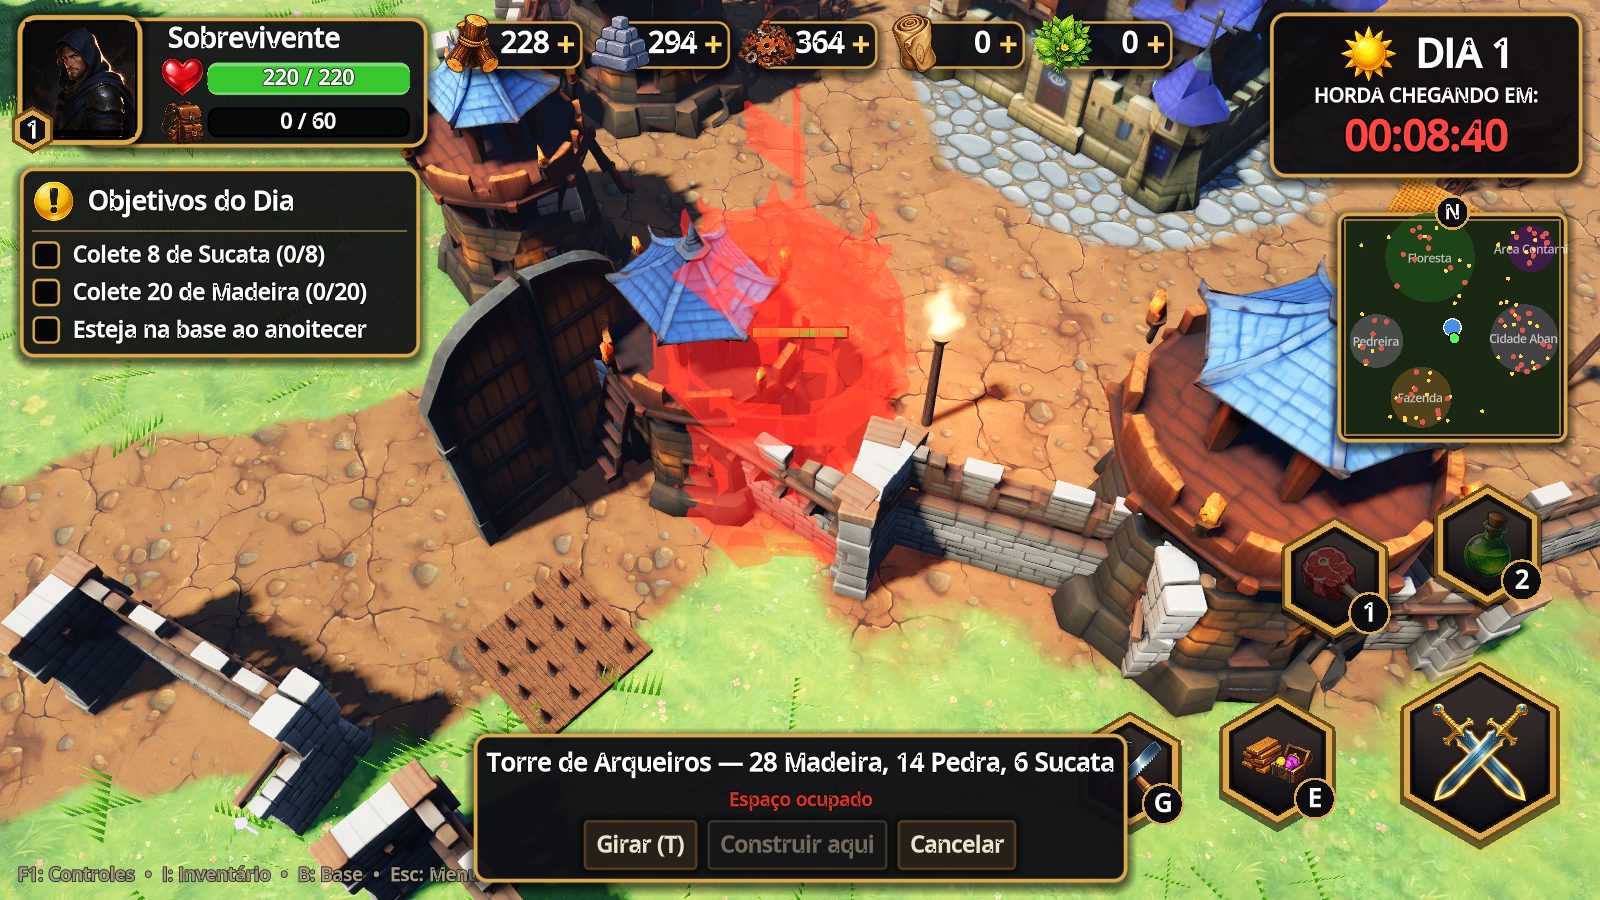 Sobrevivente
220 / 220
0 / 60
1
228 +
294 +
364 +
0 +
0 +
DIA 1
HORDA CHEGANDO EM:
00:08:40
Objetivos do Dia
Colete 8 de Sucata (0/8)
Colete 20 de Madeira (0/20)
Esteja na base ao anoitecer
N
Floresta
Área Contami
Pedreira
Cidade Aban
Fazenda
1
2
G
E
Torre de Arqueiros — 28 Madeira, 14 Pedra, 6 Sucata
Espaço ocupado
Girar (T)
Construir aqui
Cancelar
F1: Controles • I: Inventário • B: Base • Esc: Menu